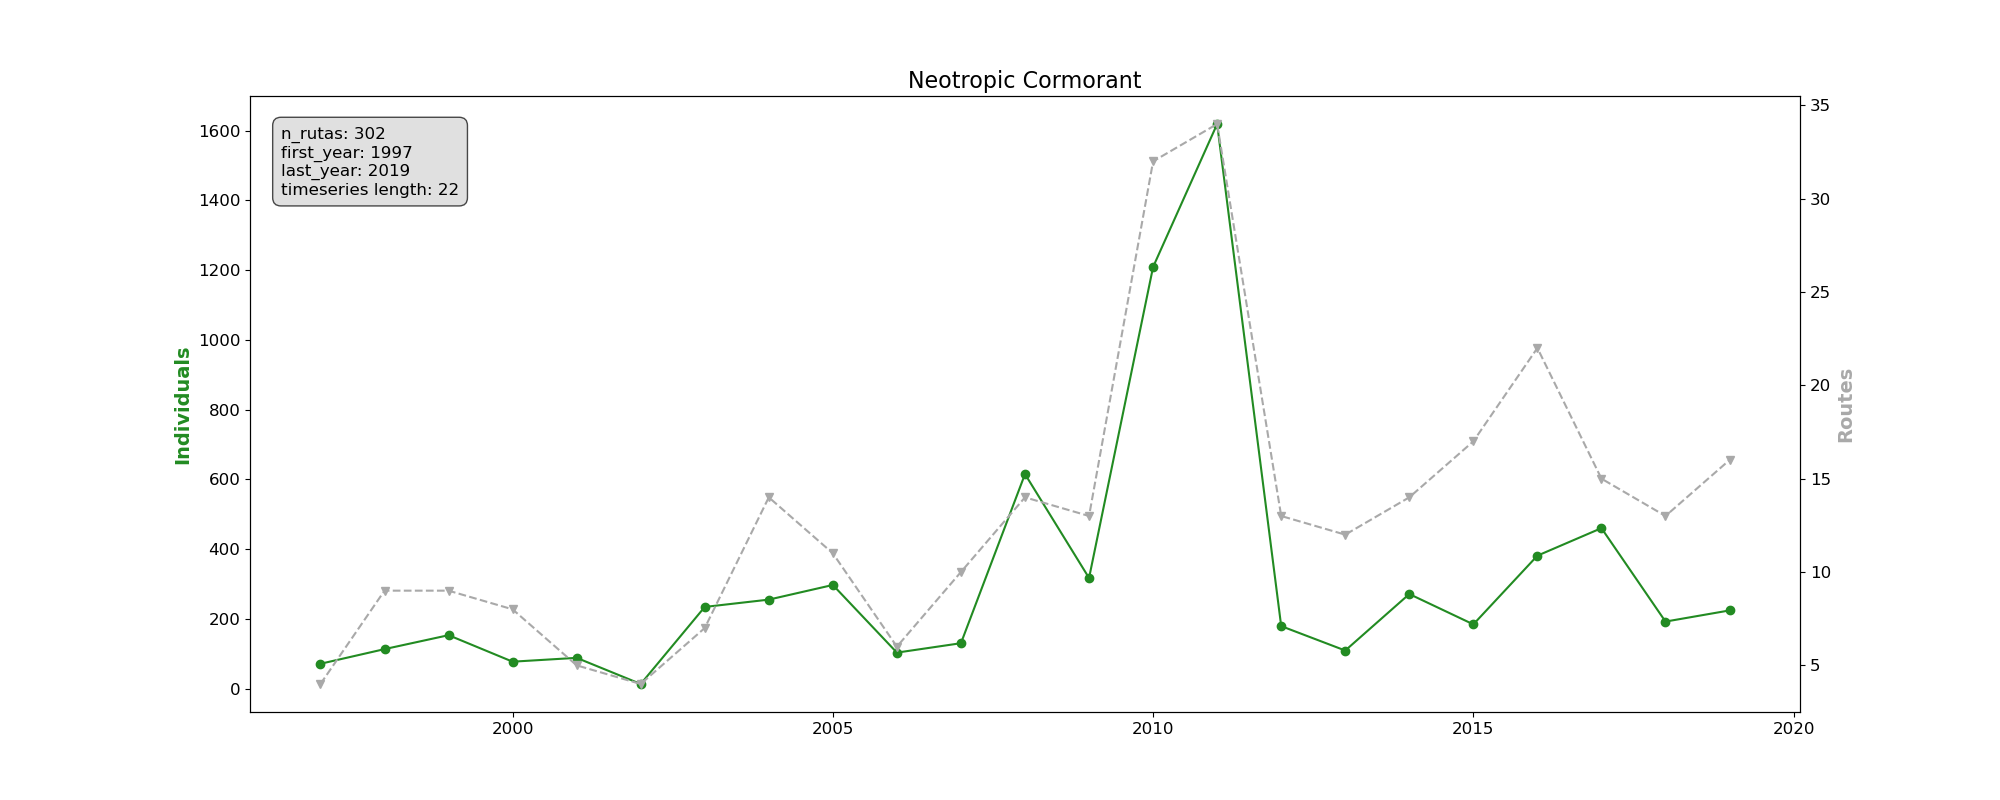 Neotropic Cormorant
n_rutas: 302
first_year: 1997
last_year: 2019
timeseries length: 22
Individuals
1600
1400
1200
1000
800
600
400
200
0
35
30
25
20
15
10
5
Routes
2000 2005 2010 2015 2020